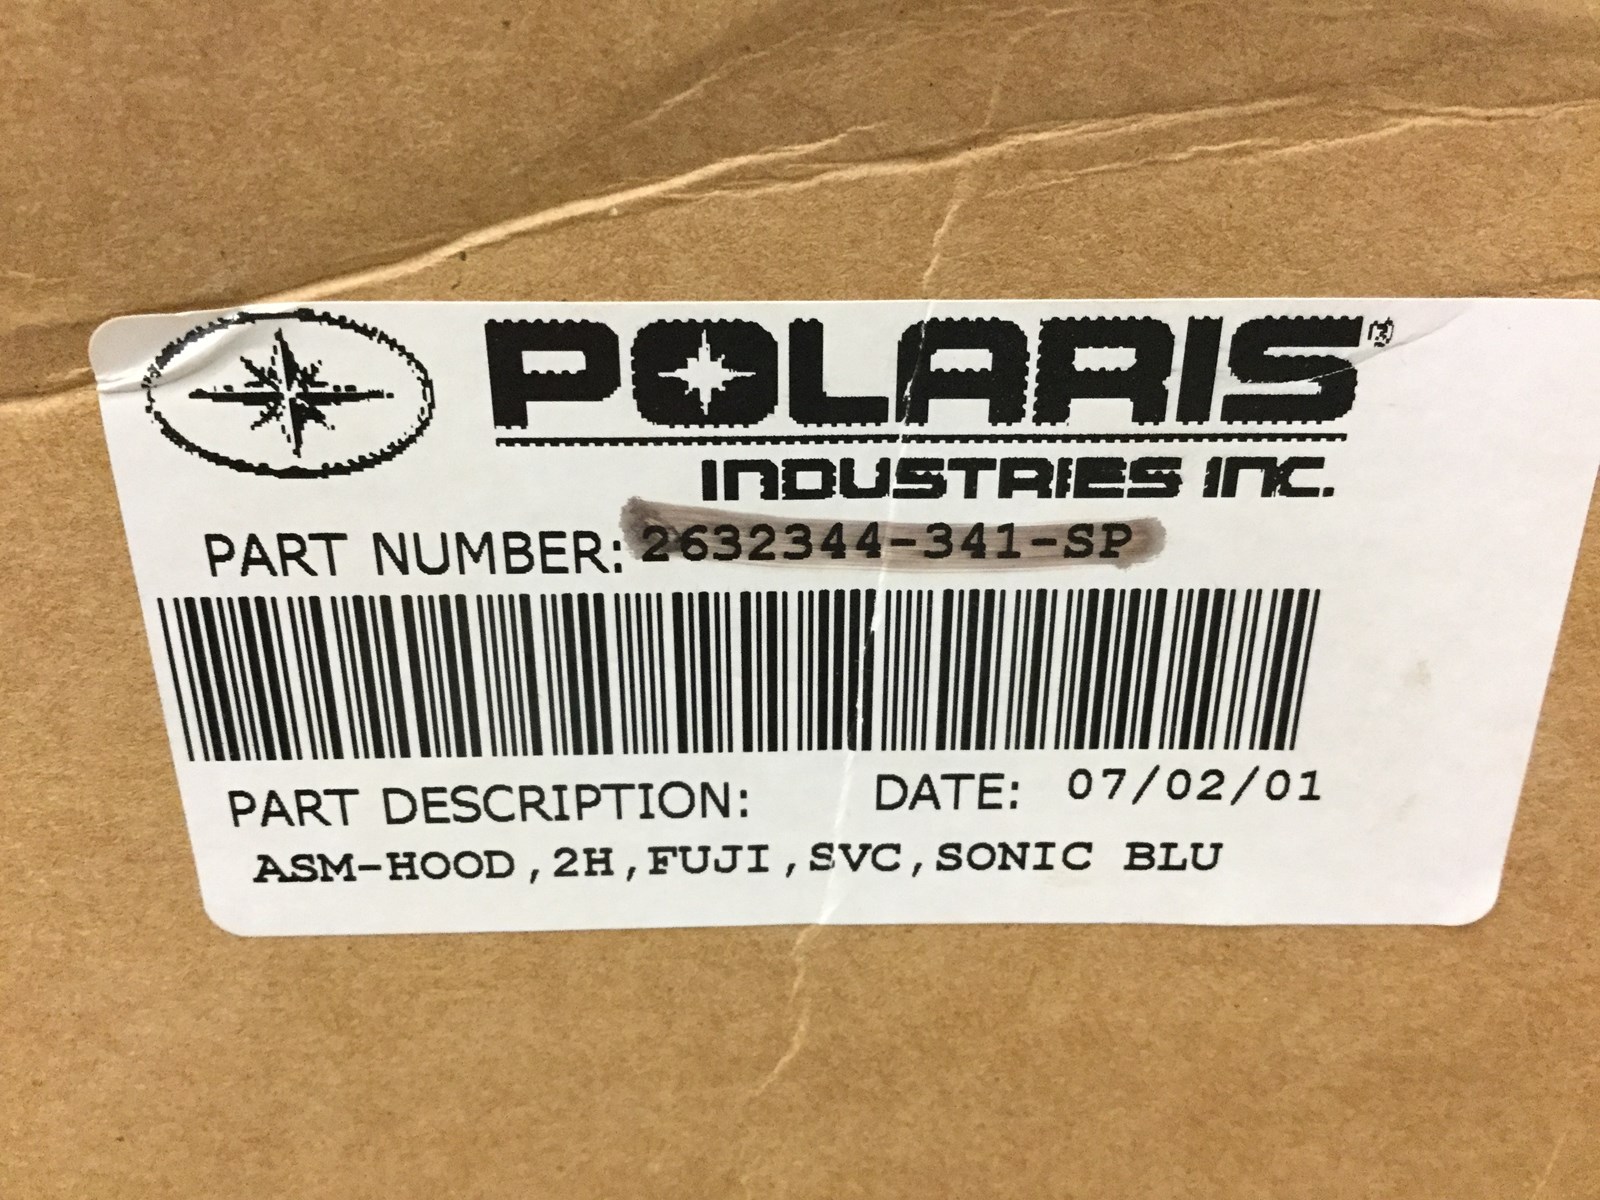 POLARIS®
INDUSTRIES INC.
PART NUMBER: 2632344-341-SP
PART DESCRIPTION: DATE: 07/02/01
ASM-HOOD,2H,FUJI,SVC,SONIC BLU